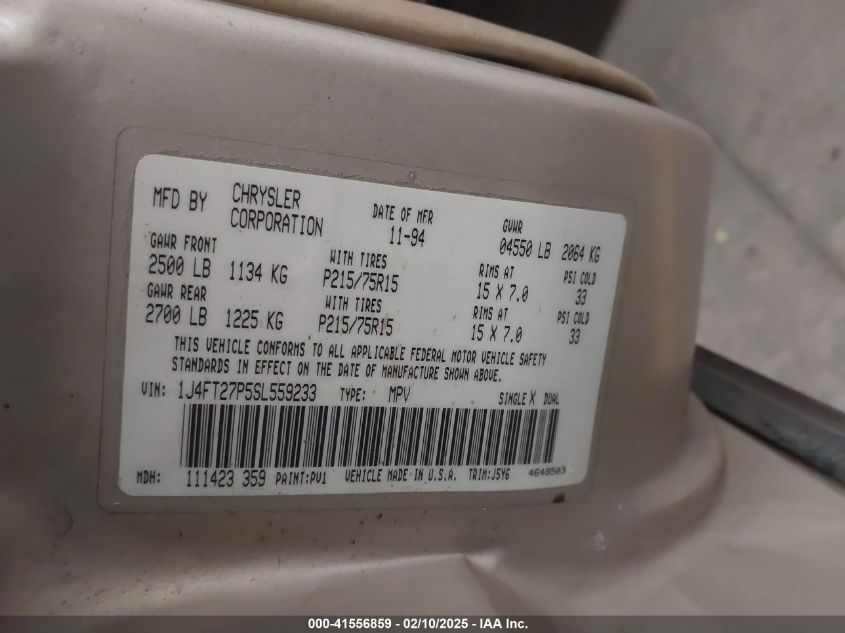 MFD BY CHRYSLER CORPORATION DATE OF MFR 11-94 GVWR 04550 LB 2064 KG
GAWR FRONT WITH TIRES RIMS AT PSI COLD
2500 LB 1134 KG P215/75R15 15 X 7.0 33
GAWR REAR WITH TIRES RIMS AT PSI COLD
2700 LB 1225 KG P215/75R15 15 X 7.0 33
THIS VEHICLE CONFORMS TO ALL APPLICABLE FEDERAL MOTOR VEHICLE SAFETY
STANDARDS IN EFFECT ON THE DATE OF MANUFACTURE SHOWN ABOVE.
VIN: 1J4FT27P5SL559233 TYPE: MPV SINGLE X DUAL
MDH: 111423 359 PAINT:PV1 VEHICLE MADE IN U.S.A. TRIM:J5Y6 4648503
000-41556859 - 02/10/2025 - IAA Inc.